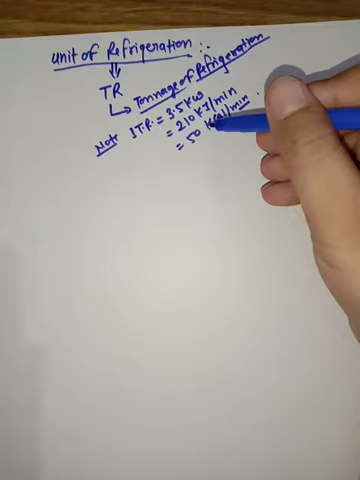 Unit of Refrigeration :-
⇓
TR
↳ Tonnage of Refrigeration
Note 1T.R. = 3.5 kW
= 210 kJ/min
= 50 kcal/min.